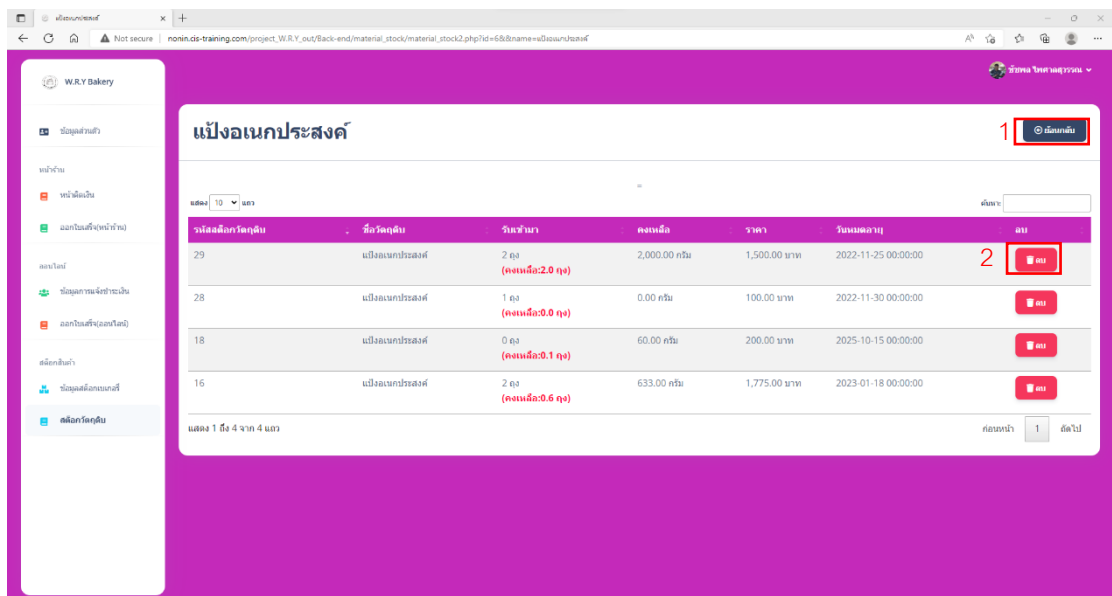 แป้งอเนกประสงค์
Not secure
nonin.cis-training.com/project_W.R.Y_out/Back-end/material_stock/material_stock2.php?id=6&&name=แป้งอเนกประสงค์
W.R.Y Bakery
ข้อมูลส่วนตัว
หน้าร้าน
หน้าคิดเงิน
ออกใบเสร็จ(หน้าร้าน)
ออนไลน์
ข้อมูลการแจ้งชำระเงิน
ออกใบเสร็จ(ออนไลน์)
สต๊อกสินค้า
ข้อมูลสต๊อกเบเกอรี่
สต๊อกวัตถุดิบ
แป้งอเนกประสงค์
1
ย้อนกลับ
แสดง 10 แถว
ค้นหา:
รหัสสต๊อกวัตถุดิบ ชื่อวัตถุดิบ รับเข้ามา คงเหลือ ราคา วันหมดอายุ ลบ
29 แป้งอเนกประสงค์ 2 ถุง 2,000.00 กรัม 1,500.00 บาท 2022-11-25 00:00:00 2 ลบ
(คงเหลือ:2.0 ถุง)
28 แป้งอเนกประสงค์ 1 ถุง 0.00 กรัม 100.00 บาท 2022-11-30 00:00:00 ลบ
(คงเหลือ:0.0 ถุง)
18 แป้งอเนกประสงค์ 0 ถุง 60.00 กรัม 200.00 บาท 2025-10-15 00:00:00 ลบ
(คงเหลือ:0.1 ถุง)
16 แป้งอเนกประสงค์ 2 ถุง 633.00 กรัม 1,775.00 บาท 2023-01-18 00:00:00 ลบ
(คงเหลือ:0.6 ถุง)
แสดง 1 ถึง 4 จาก 4 แถว
ก่อนหน้า 1 ถัดไป